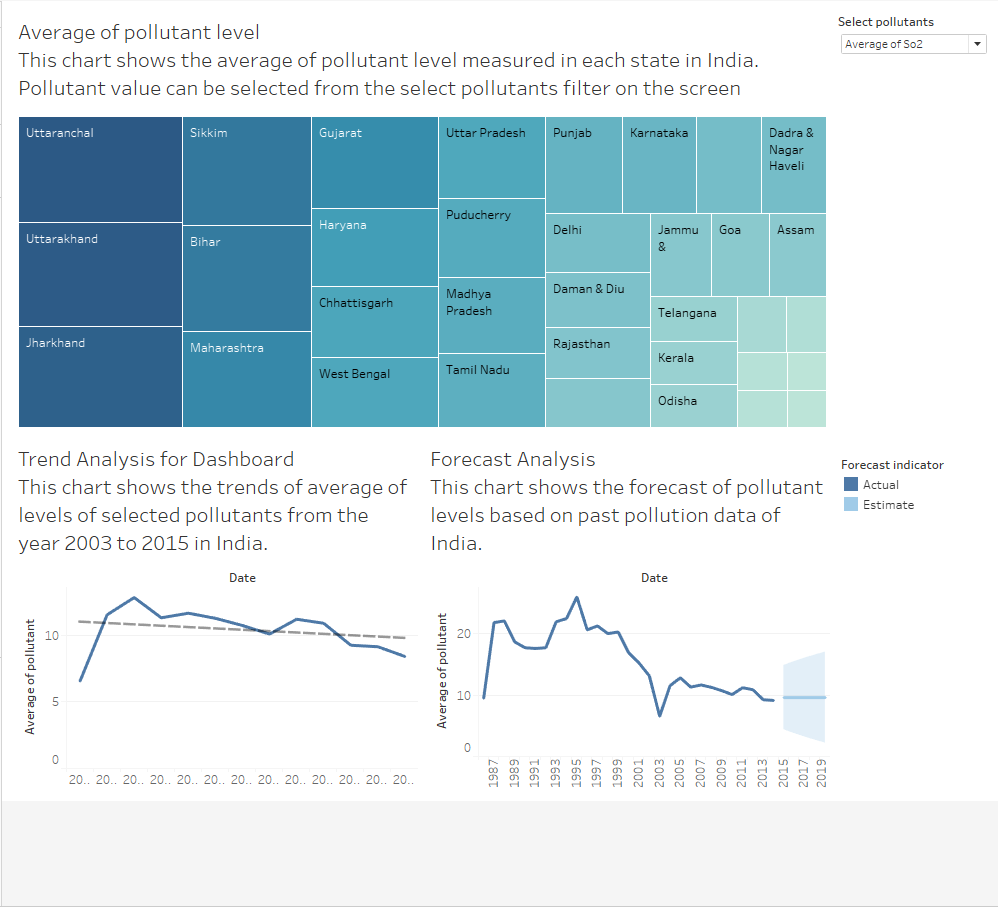 Average of pollutant level
This chart shows the average of pollutant level measured in each state in India.
Pollutant value can be selected from the select pollutants filter on the screen
Select pollutants
Average of So2
Uttaranchal
Uttarakhand
Jharkhand
Sikkim
Bihar
Maharashtra
Gujarat
Haryana
Chhattisgarh
West Bengal
Uttar Pradesh
Puducherry
Madhya
Pradesh
Tamil Nadu
Punjab
Karnataka
Dadra &
Nagar
Haveli
Delhi
Daman & Diu
Rajasthan
Jammu
&
Goa
Assam
Telangana
Kerala
Odisha
Trend Analysis for Dashboard
This chart shows the trends of average of
levels of selected pollutants from the
year 2003 to 2015 in India.
Date
Average of pollutant
10
5
0
20.. 20.. 20.. 20.. 20.. 20.. 20.. 20.. 20.. 20.. 20.. 20.. 20..
Forecast Analysis
This chart shows the forecast of pollutant
levels based on past pollution data of
India.
Date
Average of pollutant
20
10
0
1987 1989 1991 1993 1995 1997 1999 2001 2003 2005 2007 2009 2011 2013 2015 2017 2019
Forecast indicator
Actual
Estimate